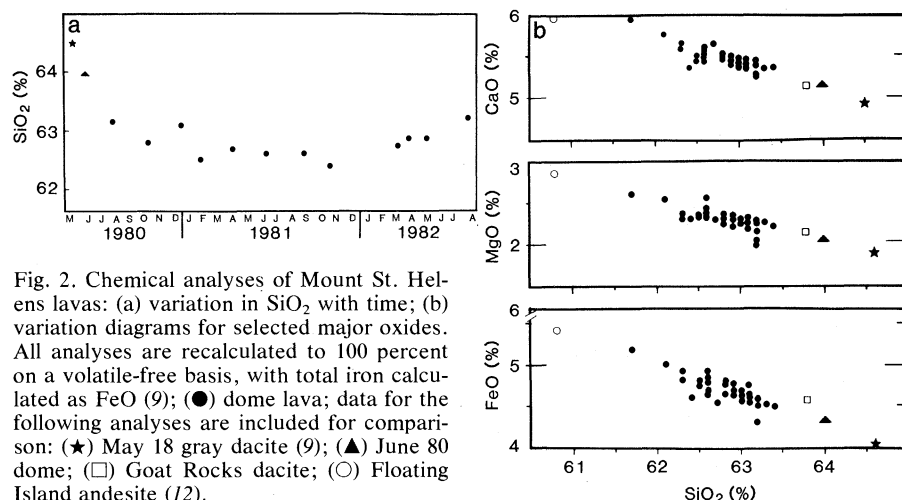 a
SiO₂ (%)
64
63
62
M J A S O N D J F M A M J J A S O N D J F M A M J J A
1980 1981 1982
Fig. 2. Chemical analyses of Mount St. Hel-
ens lavas: (a) variation in SiO₂ with time; (b)
variation diagrams for selected major oxides.
All analyses are recalculated to 100 percent
on a volatile-free basis, with total iron calcu-
lated as FeO (9); (●) dome lava; data for the
following analyses are included for compari-
son: (★) May 18 gray dacite (9); (▲) June 80
dome; (□) Goat Rocks dacite; (○) Floating
Island andesite (12).
b
6
CaO (%)
5
3
MgO (%)
2
6
FeO (%)
5
4
61 62 63 64
SiO₂ (%)